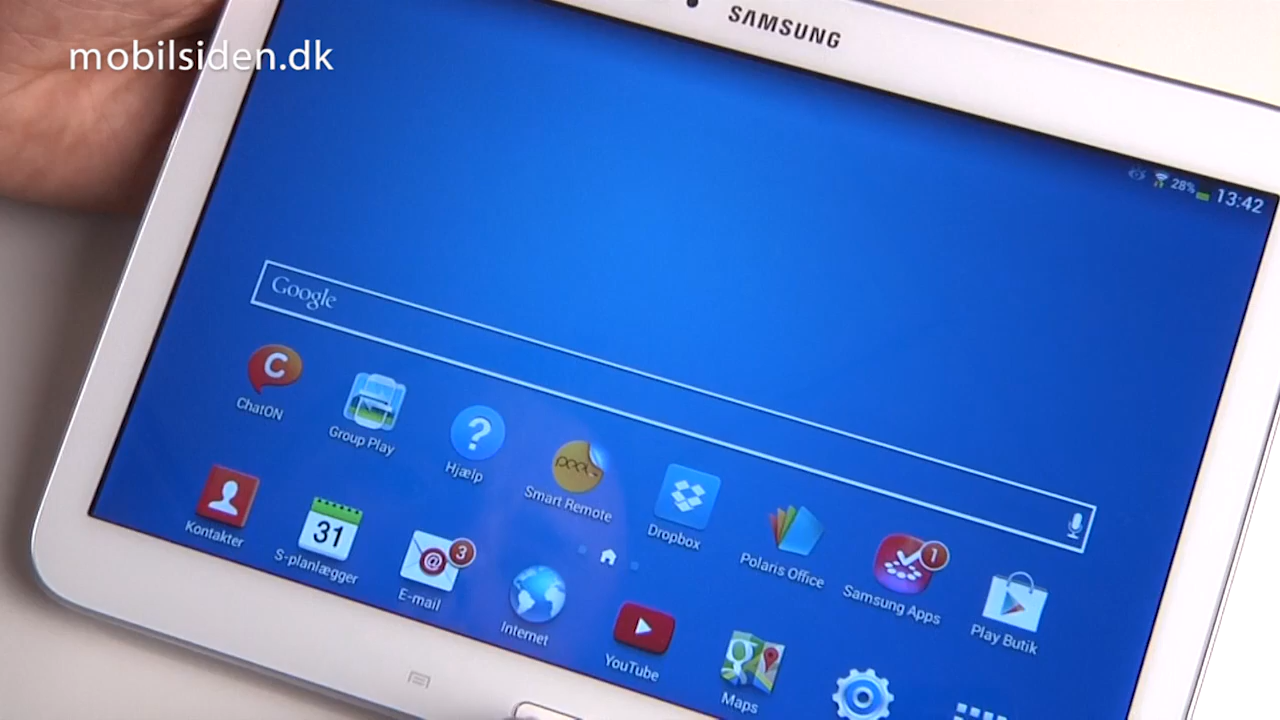 mobilsiden.dk
SAMSUNG
28% 13:42
Google
ChatON
Group Play
Hjælp
Smart Remote
Dropbox
Polaris Office
1
Samsung Apps
Play Butik
Kontakter
31
S-planlægger
@ 3
E-mail
Internet
YouTube
Maps